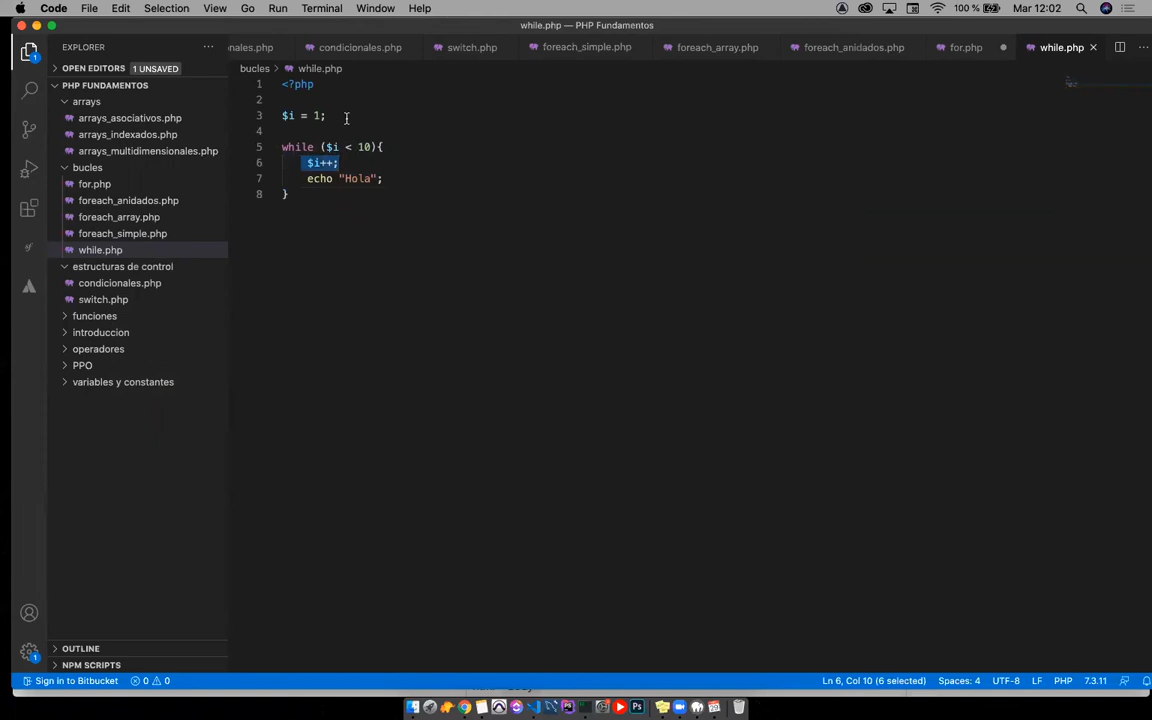 Code File Edit Selection View Go Run Terminal Window Help 100 % Mar 12:02
while.php — PHP Fundamentos
EXPLORER
nales.php condicionales.php switch.php foreach_simple.php foreach_array.php foreach_anidados.php for.php while.php
OPEN EDITORS 1 UNSAVED
bucles > while.php
PHP FUNDAMENTOS
arrays
arrays_asociativos.php
arrays_indexados.php
arrays_multidimensionales.php
bucles
for.php
foreach_anidados.php
foreach_array.php
foreach_simple.php
while.php
estructuras de control
condicionales.php
switch.php
funciones
introduccion
operadores
PPO
variables y constantes
OUTLINE
NPM SCRIPTS
1 <?php
2
3 $i = 1;
4
5 while ($i < 10){
6 $i++;
7 echo "Hola";
8 }
Sign in to Bitbucket 0 0 Ln 6, Col 10 (6 selected) Spaces: 4 UTF-8 LF PHP 7.3.11